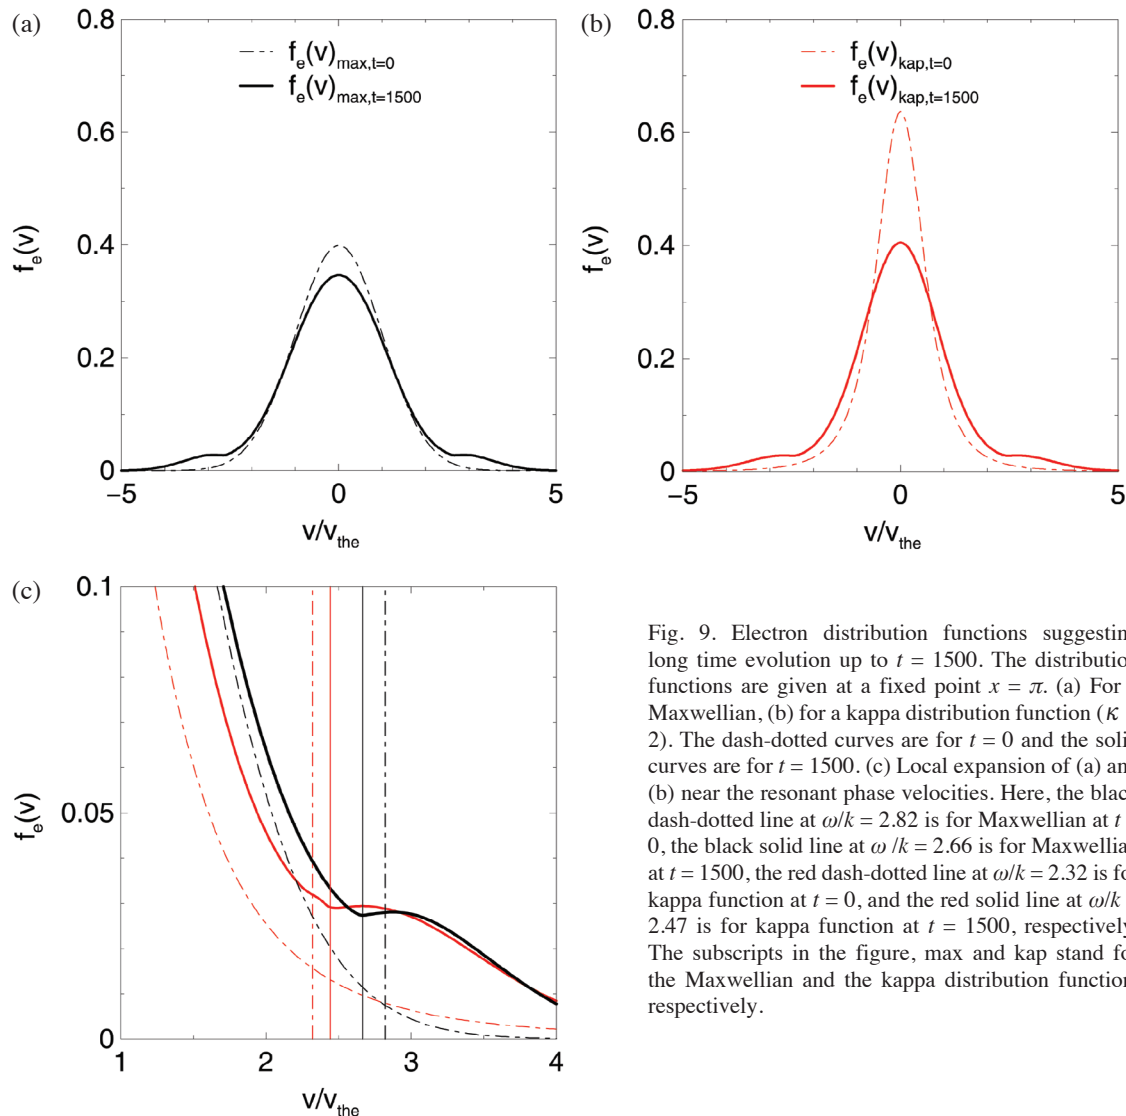 (a)
0.8
f_e(v)_max,t=0
f_e(v)_max,t=1500
0.6
0.4
0.2
0
f_e(v)
−5
0
5
v/v_the
(b)
0.8
f_e(v)_kap,t=0
f_e(v)_kap,t=1500
0.6
0.4
0.2
0
f_e(v)
−5
0
5
v/v_the
(c)
0.1
0.05
0
f_e(v)
1
2
3
4
v/v_the
Fig. 9. Electron distribution functions suggestin
long time evolution up to t = 1500. The distributio
functions are given at a fixed point x = π. (a) For
Maxwellian, (b) for a kappa distribution function (κ
2). The dash-dotted curves are for t = 0 and the soli
curves are for t = 1500. (c) Local expansion of (a) an
(b) near the resonant phase velocities. Here, the blac
dash-dotted line at ω/k = 2.82 is for Maxwellian at t
0, the black solid line at ω /k = 2.66 is for Maxwellia
at t = 1500, the red dash-dotted line at ω/k = 2.32 is fo
kappa function at t = 0, and the red solid line at ω/k
2.47 is for kappa function at t = 1500, respectively
The subscripts in the figure, max and kap stand fo
the Maxwellian and the kappa distribution function
respectively.